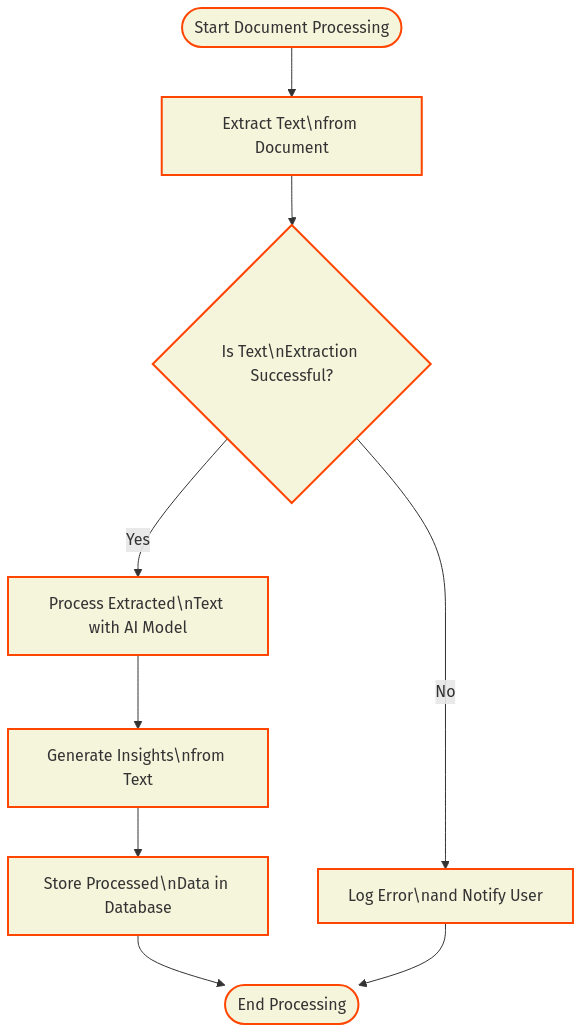 Start Document Processing
Extract Text\nfrom
Document
Is Text\nExtraction
Successful?
Yes
Process Extracted\nText
with AI Model
No
Generate Insights\nfrom
Text
Store Processed\nData in
Database
Log Error\nand Notify User
End Processing